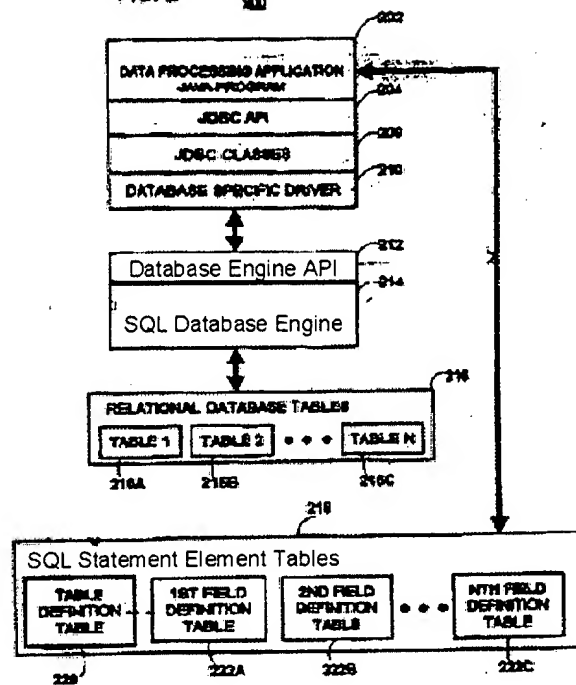 200
202
DATA PROCESSING APPLICATION
JAVA PROGRAM
204
JDBC API
208
JDBC CLASSES
210
DATABASE SPECIFIC DRIVER
212
Database Engine API
214
SQL Database Engine
216
RELATIONAL DATABASE TABLES
TABLE 1 TABLE 2 TABLE N
216A 216B 216C
218
SQL Statement Element Tables
TABLE DEFINITION TABLE
1ST FIELD DEFINITION TABLE
2ND FIELD DEFINITION TABLE
NTH FIELD DEFINITION TABLE
220 222A 222B 222C